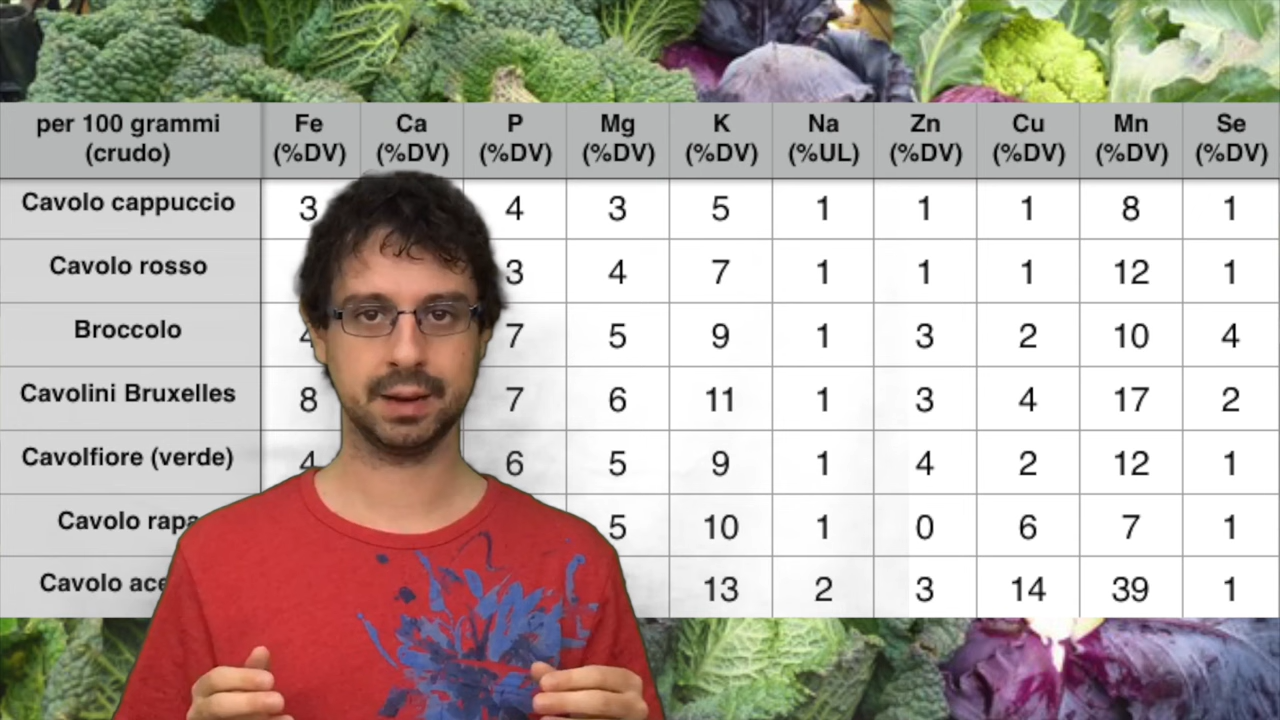 per 100 grammi (crudo) Fe (%DV) Ca (%DV) P (%DV) Mg (%DV) K (%DV) Na (%UL) Zn (%DV) Cu (%DV) Mn (%DV) Se (%DV)
Cavolo cappuccio 3 4 3 5 1 1 1 8 1
Cavolo rosso 3 4 7 1 1 1 12 1
Broccolo 4 7 5 9 1 3 2 10 4
Cavolini Bruxelles 8 7 6 11 1 3 4 17 2
Cavolfiore (verde) 4 6 5 9 1 4 2 12 1
Cavolo rapa 5 10 1 0 6 7 1
Cavolo 13 2 3 14 39 1